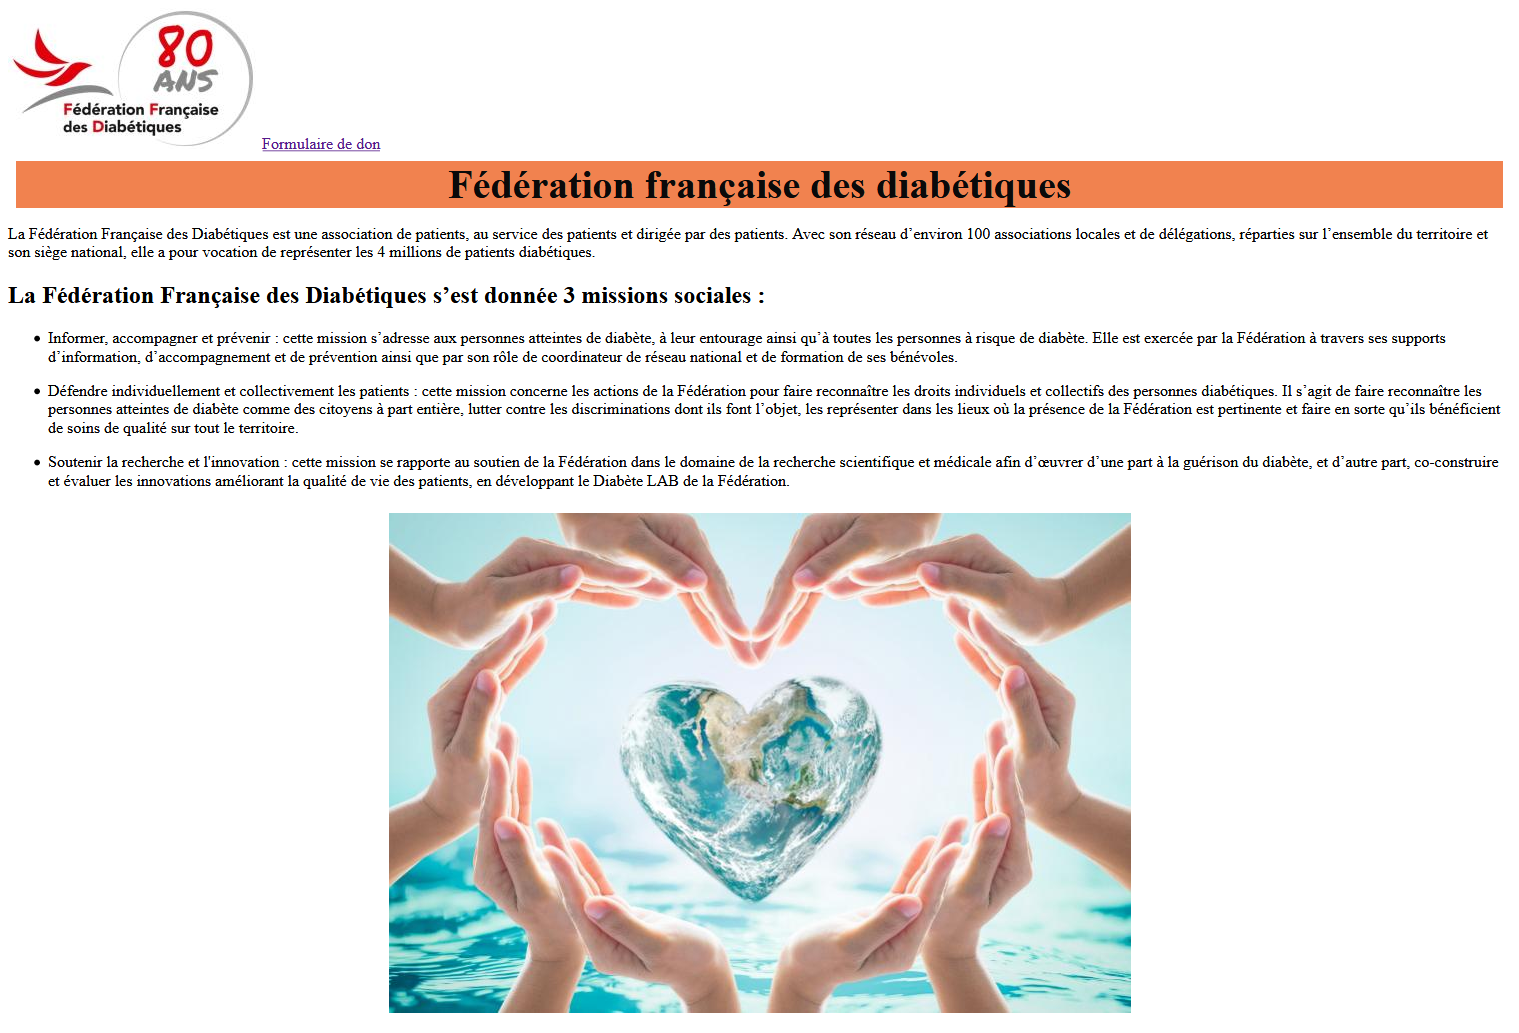 80
ANS
Fédération Française
des Diabétiques
Formulaire de don
Fédération française des diabétiques
La Fédération Française des Diabétiques est une association de patients, au service des patients et dirigée par des patients. Avec son réseau d’environ 100 associations locales et de délégations, réparties sur l’ensemble du territoire et
son siège national, elle a pour vocation de représenter les 4 millions de patients diabétiques.
La Fédération Française des Diabétiques s’est donnée 3 missions sociales :
• Informer, accompagner et prévenir : cette mission s’adresse aux personnes atteintes de diabète, à leur entourage ainsi qu’à toutes les personnes à risque de diabète. Elle est exercée par la Fédération à travers ses supports
d’information, d’accompagnement et de prévention ainsi que par son rôle de coordinateur de réseau national et de formation de ses bénévoles.
• Défendre individuellement et collectivement les patients : cette mission concerne les actions de la Fédération pour faire reconnaître les droits individuels et collectifs des personnes diabétiques. Il s’agit de faire reconnaître les
personnes atteintes de diabète comme des citoyens à part entière, lutter contre les discriminations dont ils font l’objet, les représenter dans les lieux où la présence de la Fédération est pertinente et faire en sorte qu’ils bénéficient
de soins de qualité sur tout le territoire.
• Soutenir la recherche et l'innovation : cette mission se rapporte au soutien de la Fédération dans le domaine de la recherche scientifique et médicale afin d’œuvrer d’une part à la guérison du diabète, et d’autre part, co-construire
et évaluer les innovations améliorant la qualité de vie des patients, en développant le Diabète LAB de la Fédération.